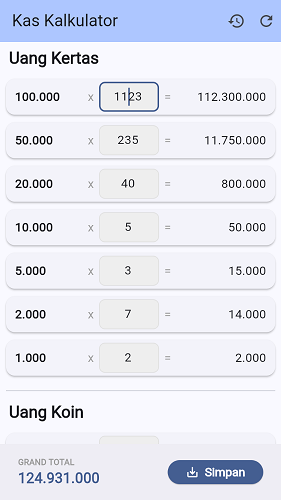 Kas Kalkulator
Uang Kertas
100.000 x 1123 = 112.300.000
50.000 x 235 = 11.750.000
20.000 x 40 = 800.000
10.000 x 5 = 50.000
5.000 x 3 = 15.000
2.000 x 7 = 14.000
1.000 x 2 = 2.000
Uang Koin
GRAND TOTAL
124.931.000
Simpan